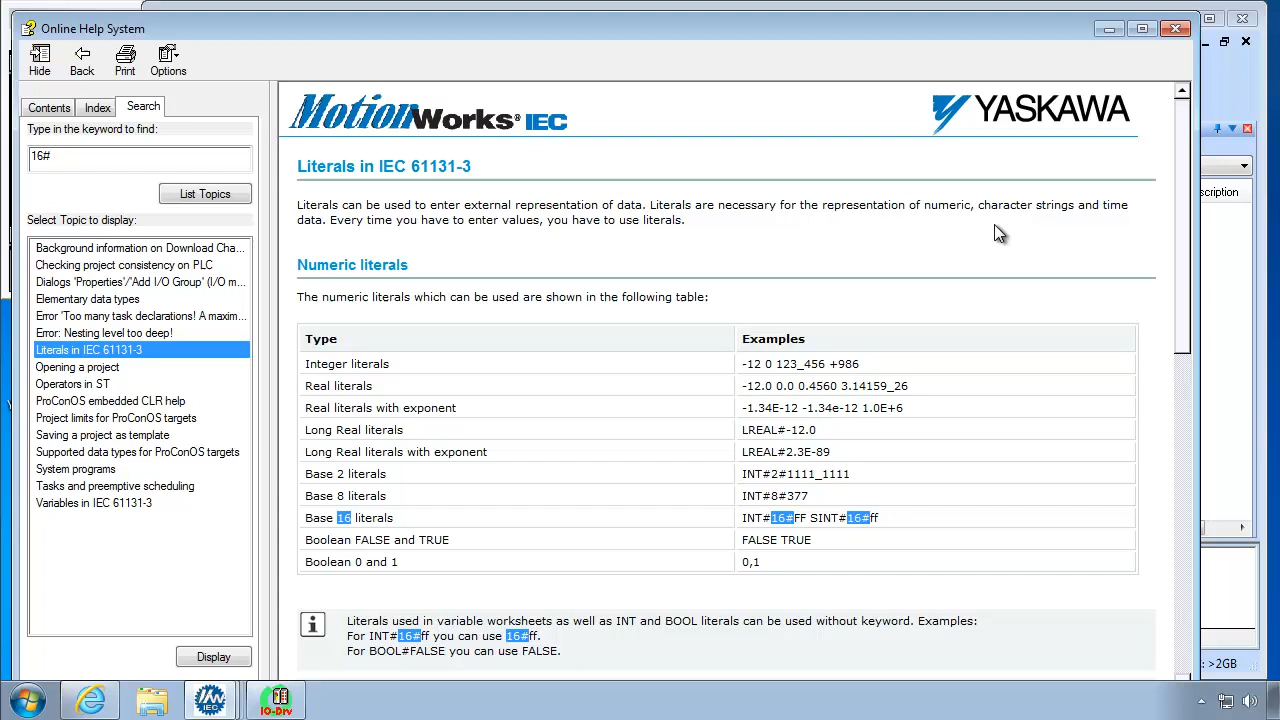 Online Help System
Hide
Back
Print
Options
Contents
Index
Search
Type in the keyword to find:
16#
List Topics
Select Topic to display:
Background information on Download Cha...
Checking project consistency on PLC
Dialogs 'Properties'/'Add I/O Group' (I/O m...
Elementary data types
Error 'Too many task declarations! A maxim...
Error: Nesting level too deep!
Literals in IEC 61131-3
Opening a project
Operators in ST
ProConOS embedded CLR help
Project limits for ProConOS targets
Saving a project as template
Supported data types for ProConOS targets
System programs
Tasks and preemptive scheduling
Variables in IEC 61131-3
Display
MotionWorks® IEC
YASKAWA
Literals in IEC 61131-3
Literals can be used to enter external representation of data. Literals are necessary for the representation of numeric, character strings and time
data. Every time you have to enter values, you have to use literals.
Numeric literals
The numeric literals which can be used are shown in the following table:
Type Examples
Integer literals -12 0 123_456 +986
Real literals -12.0 0.0 0.4560 3.14159_26
Real literals with exponent -1.34E-12 -1.34e-12 1.0E+6
Long Real literals LREAL#-12.0
Long Real literals with exponent LREAL#2.3E-89
Base 2 literals INT#2#1111_1111
Base 8 literals INT#8#377
Base 16 literals INT#16#FF SINT#16#ff
Boolean FALSE and TRUE FALSE TRUE
Boolean 0 and 1 0,1
Literals used in variable worksheets as well as INT and BOOL literals can be used without keyword. Examples:
For INT#16#ff you can use 16#ff.
For BOOL#FALSE you can use FALSE.
scription
: >2GB
IEC
IO-Drv